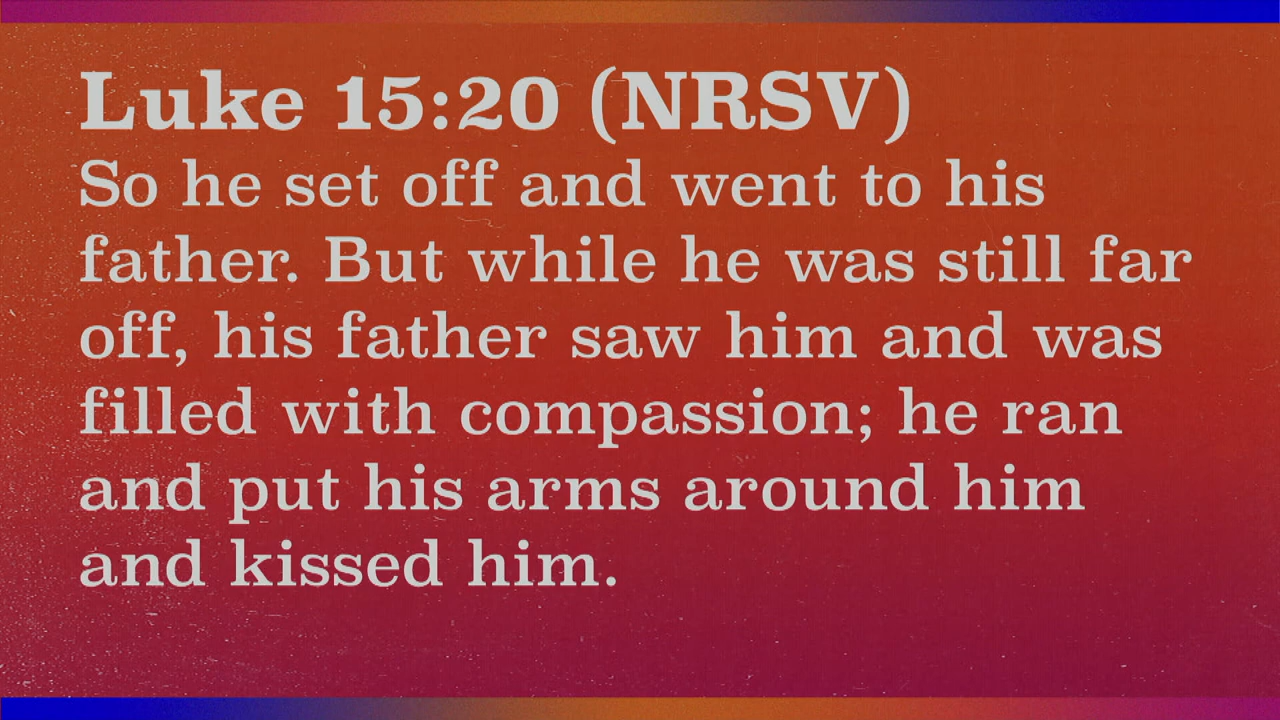 Luke 15:20 (NRSV)
So he set off and went to his
father. But while he was still far
off, his father saw him and was
filled with compassion; he ran
and put his arms around him
and kissed him.